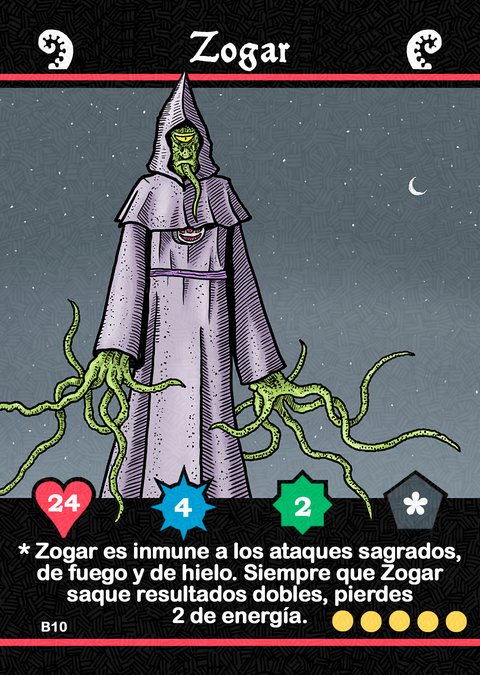 Zogar
24 4 2 *
* Zogar es inmune a los ataques sagrados,
de fuego y de hielo. Siempre que Zogar
saque resultados dobles, pierdes
2 de energía.
B10